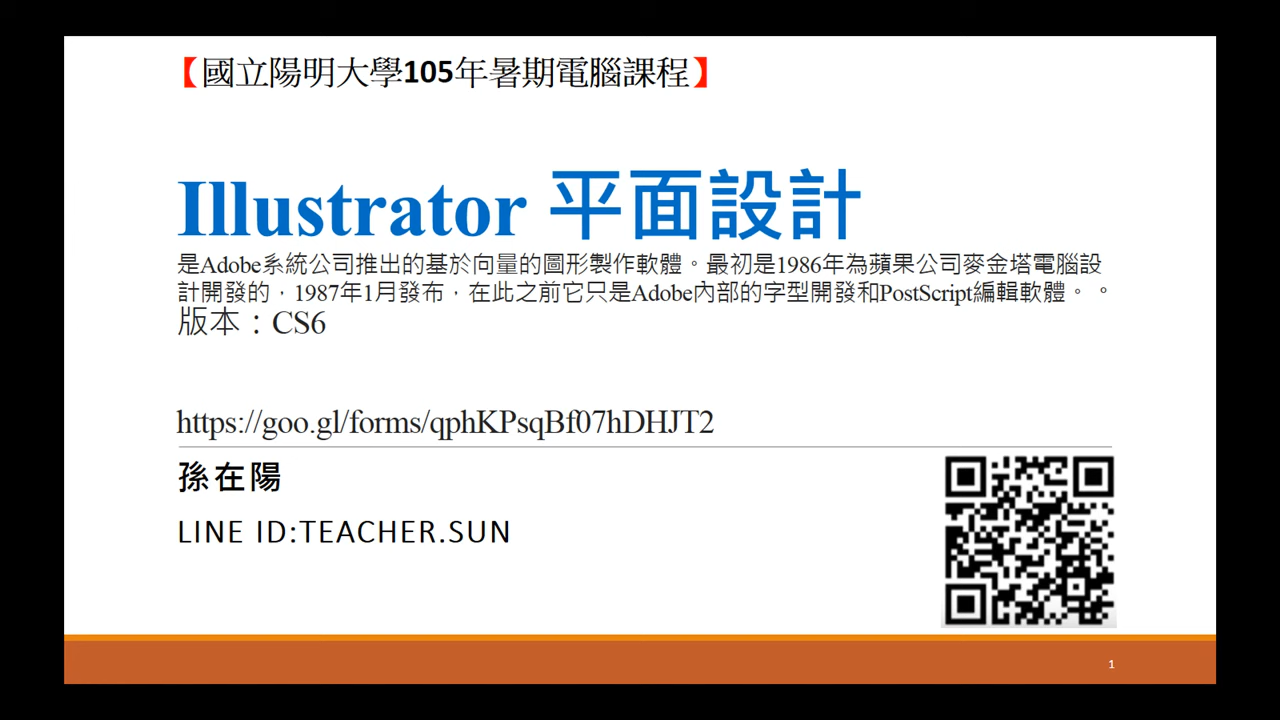 【國立陽明大學105年暑期電腦課程】
Illustrator 平面設計
是Adobe系統公司推出的基於向量的圖形製作軟體。最初是1986年為蘋果公司麥金塔電腦設
計開發的，1987年1月發布，在此之前它只是Adobe內部的字型開發和PostScript編輯軟體。。
版本：CS6
https://goo.gl/forms/qphKPsqBf07hDHJT2
孫在陽
LINE ID:TEACHER.SUN
1